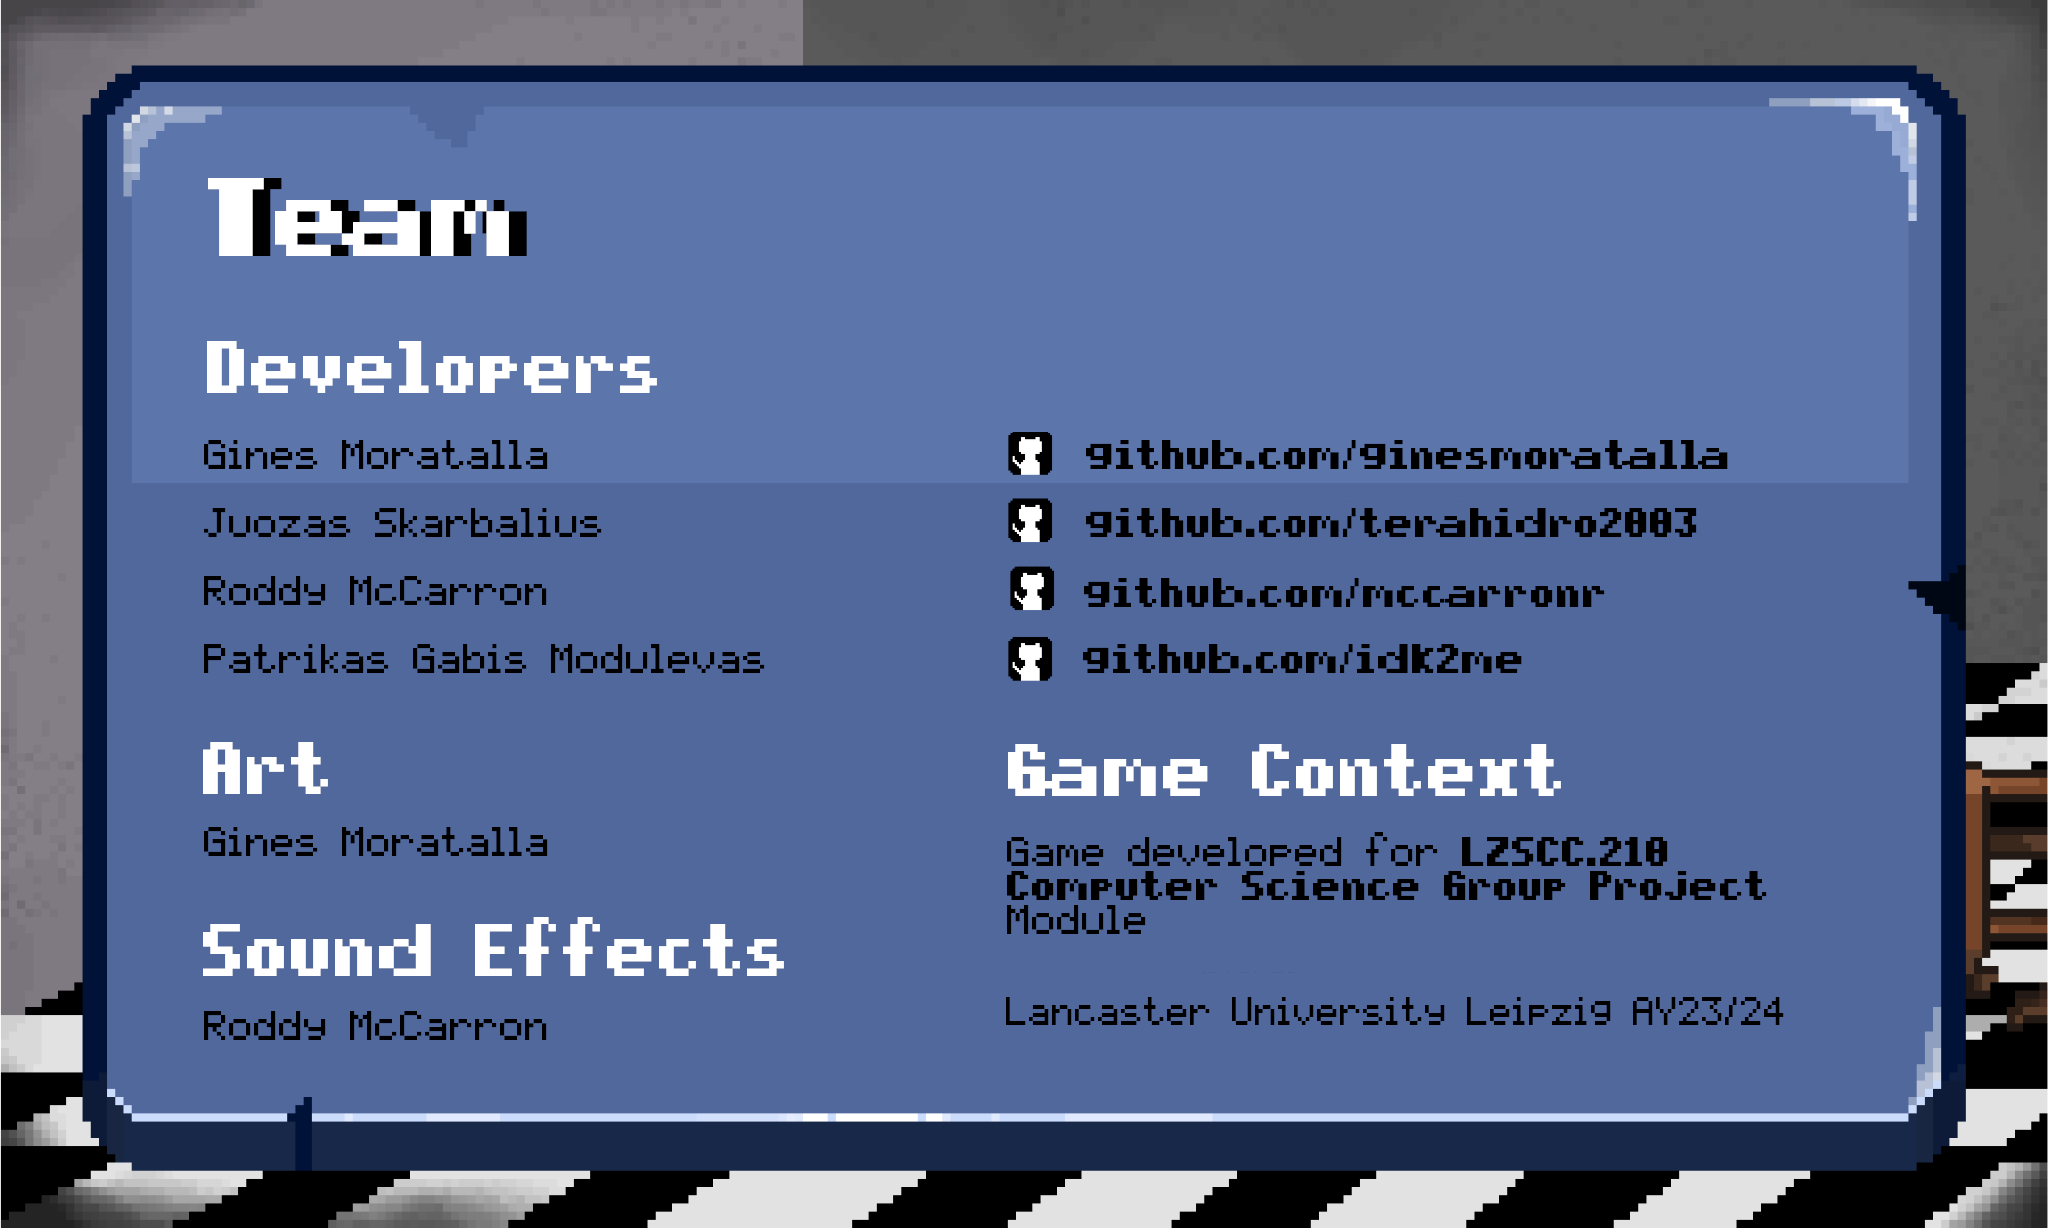 Team
Developers
Gines Moratalla
github.com/ginesmoratalla
Juozas Skarbalius
github.com/terahidro2003
Roddy McCarron
github.com/mccarronr
Patrikas Gabis Modulevas
github.com/idk2me
Art
Gines Moratalla
Sound Effects
Roddy McCarron
Game Context
Game developed for LZSCC.210
Computer Science Group Project
Module
Lancaster University Leipzig AY23/24